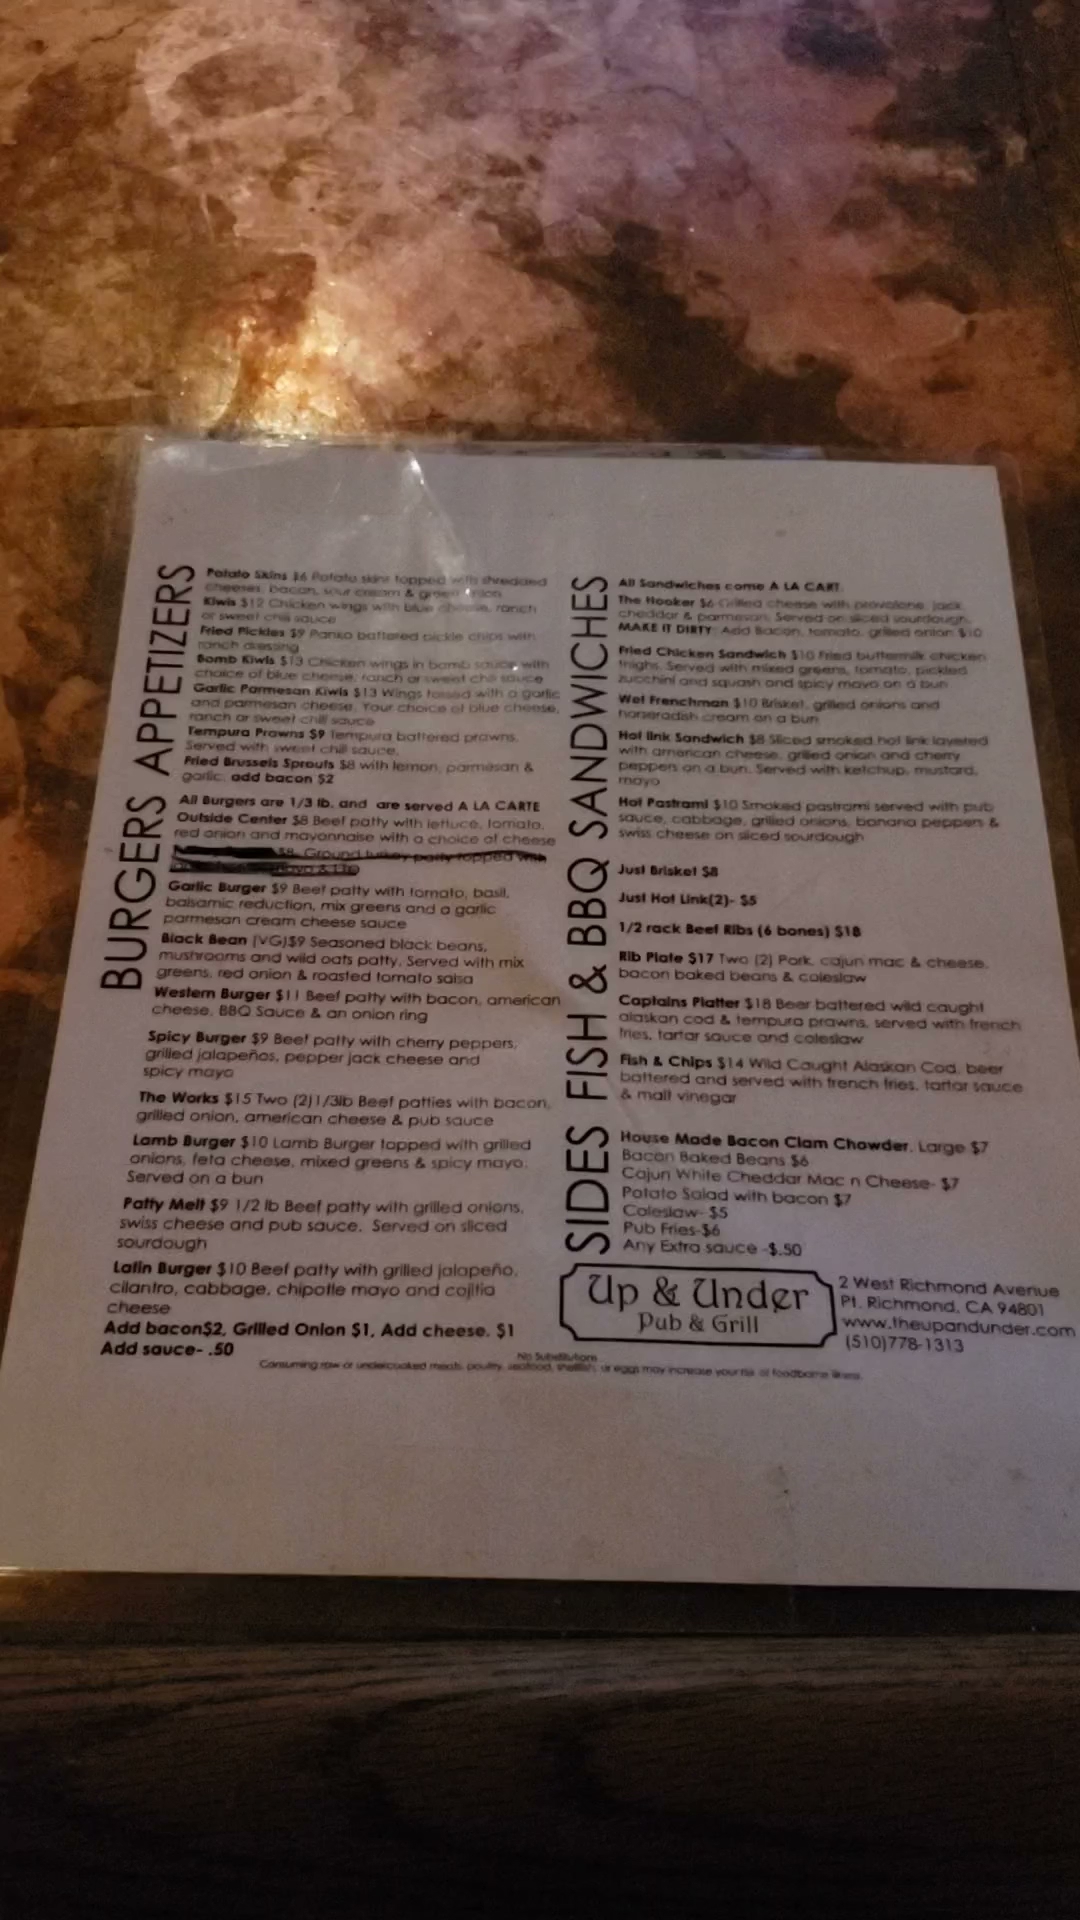 APPETIZERS
Potato Skins $6 Potato skins topped with shredded
cheeses, bacon, sour cream & green onion
Kiwis $12 Chicken wings with blue cheese, ranch
or sweet chili sauce
Fried Pickles $9 Panko battered pickle chips with
ranch dressing
Bomb Kiwis $13 Chicken wings in bomb sauce with
choice of blue cheese, ranch or sweet chili sauce
Garlic Parmesan Kiwis $13 Wings tossed with a garlic
and parmesan cheese. Your choice of blue cheese,
ranch or sweet chili sauce
Tempura Prawns $9 Tempura battered prawns.
Served with sweet chili sauce.
Fried Brussels Sprouts $8 with lemon, parmesan &
garlic. add bacon $2
BURGERS
All Burgers are 1/3 lb. and are served A LA CARTE
Outside Center $8 Beef patty with lettuce, tomato,
red onion and mayonnaise with a choice of cheese
$8 Ground turkey patty topped with
Garlic Burger $9 Beef patty with tomato, basil,
balsamic reduction, mix greens and a garlic
parmesan cream cheese sauce
Black Bean (VG)$9 Seasoned black beans,
mushrooms and wild oats patty. Served with mix
greens, red onion & roasted tomato salsa
Western Burger $11 Beef patty with bacon, american
cheese, BBQ Sauce & an onion ring
Spicy Burger $9 Beef patty with cherry peppers,
grilled jalapeños, pepper jack cheese and
spicy mayo
The Works $15 Two (2)1/3lb Beef patties with bacon,
grilled onion, american cheese & pub sauce
Lamb Burger $10 Lamb Burger topped with grilled
onions, feta cheese, mixed greens & spicy mayo.
Served on a bun
Patty Melt $9 1/2 lb Beef patty with grilled onions,
swiss cheese and pub sauce. Served on sliced
sourdough
Latin Burger $10 Beef patty with grilled jalapeño,
cilantro, cabbage, chipotle mayo and cojitia
cheese
Add bacon$2, Grilled Onion $1, Add cheese. $1
Add sauce- .50
SANDWICHES
All Sandwiches come A LA CART.
The Hooker $6 Grilled cheese with provolone, jack,
cheddar & parmesan. Served on sliced sourdough.
MAKE IT DIRTY: Add Bacon, tomato, grilled onion $10
Fried Chicken Sandwich $10 Fried buttermilk chicken
thighs. Served with mixed greens, tomato, pickled
zucchini and squash and spicy mayo on a bun
Wet Frenchman $10 Brisket, grilled onions and
horseradish cream on a bun
Hot link Sandwich $8 Sliced smoked hot link layered
with american cheese, grilled onion and cherry
peppers on a bun. Served with ketchup, mustard,
mayo
Hot Pastrami $10 Smoked pastrami served with pub
sauce, cabbage, grilled onions, banana peppers &
swiss cheese on sliced sourdough
FISH & BBQ
Just Brisket $8
Just Hot Link(2)- $5
1/2 rack Beef Ribs (6 bones) $18
Rib Plate $17 Two (2) Pork, cajun mac & cheese,
bacon baked beans & coleslaw
Captains Platter $18 Beer battered wild caught
alaskan cod & tempura prawns, served with french
fries, tartar sauce and coleslaw
Fish & Chips $14 Wild Caught Alaskan Cod, beer
battered and served with french fries, tartar sauce
& malt vinegar
SIDES
House Made Bacon Clam Chowder. Large $7
Bacon Baked Beans $6
Cajun White Cheddar Mac n Cheese- $7
Potato Salad with bacon $7
Coleslaw- $5
Pub Fries-$6
Any Extra sauce -$.50
Up & Under
Pub & Grill
2 West Richmond Avenue
Pt. Richmond, CA 94801
www.theupandunder.com
(510)778-1313
No Substitutions
Consuming raw or undercooked meats, poultry, seafood, shellfish, or eggs may increase your risk of foodborne illness.